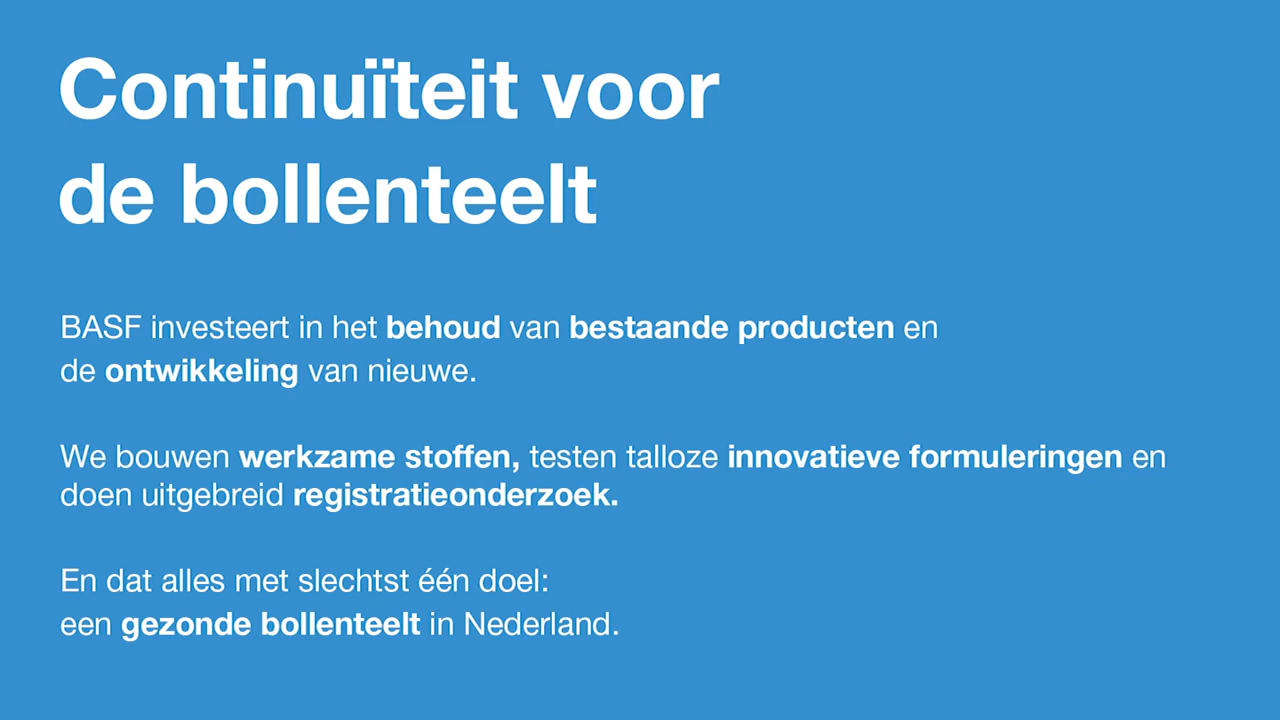 Continuïteit voor
de bollenteelt
BASF investeert in het behoud van bestaande producten en
de ontwikkeling van nieuwe.
We bouwen werkzame stoffen, testen talloze innovatieve formuleringen en
doen uitgebreid registratieonderzoek.
En dat alles met slechtst één doel:
een gezonde bollenteelt in Nederland.